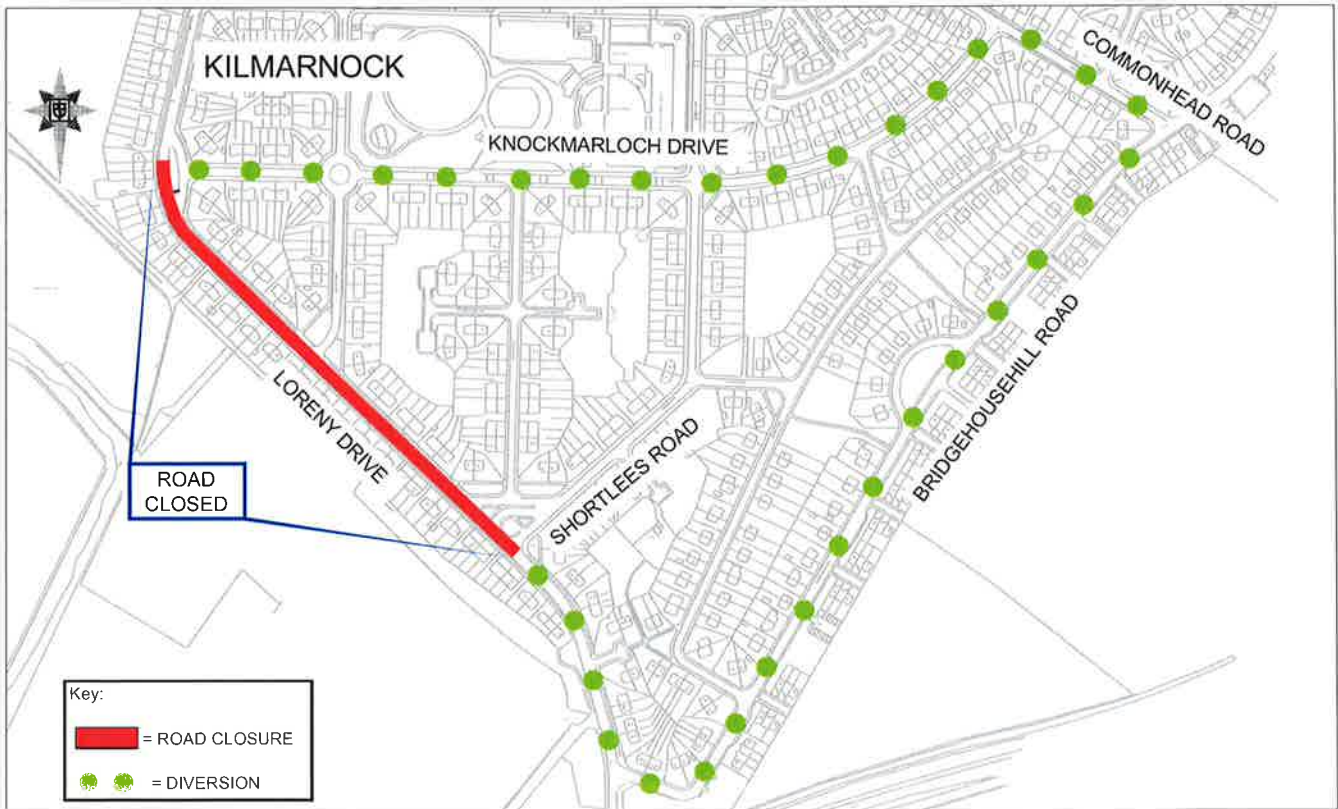 KILMARNOCK
COMMONHEAD ROAD
KNOCKMARLOCH DRIVE
BRIDGEHOUSEHILL ROAD
LORENY DRIVE
SHORTLEES ROAD
ROAD
CLOSED
Key:
= ROAD CLOSURE
= DIVERSION